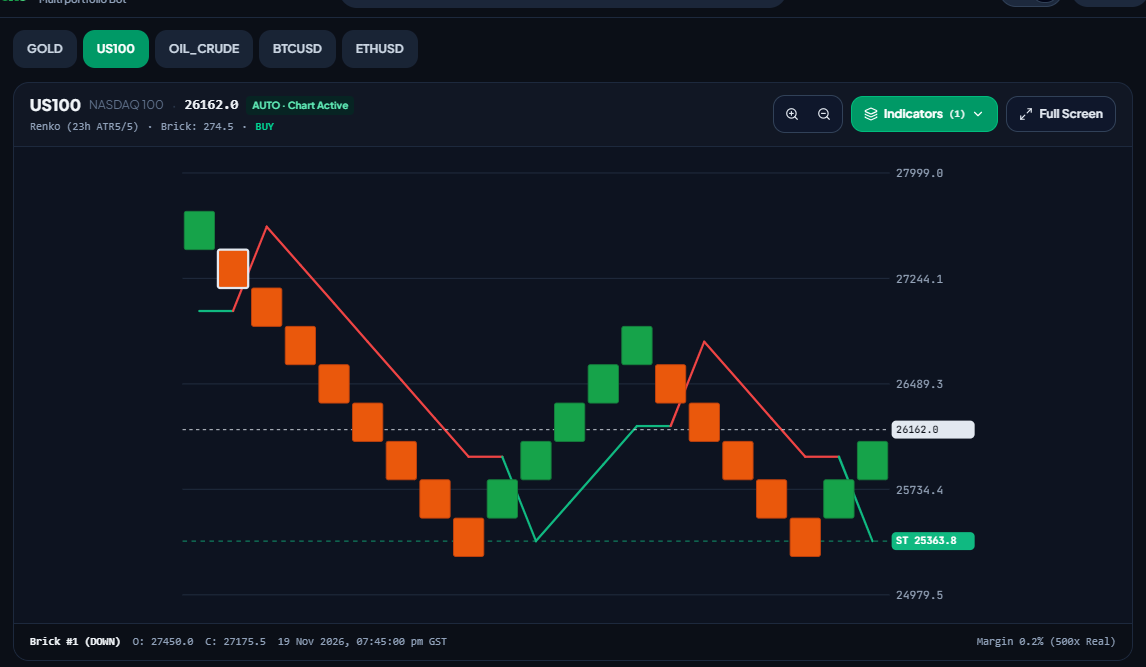 Multi portfolio Bot
GOLD US100 OIL_CRUDE BTCUSD ETHUSD
US100 NASDAQ 100 · 26162.0 AUTO · Chart Active
Renko (23h ATR5/5) · Brick: 274.5 · BUY
Indicators (1) Full Screen
27999.0
27244.1
26489.3
26162.0
25734.4
ST 25363.8
24979.5
Brick #1 (DOWN) O: 27450.0 C: 27175.5 19 Nov 2026, 07:45:00 pm GST
Margin 0.2% (500x Real)